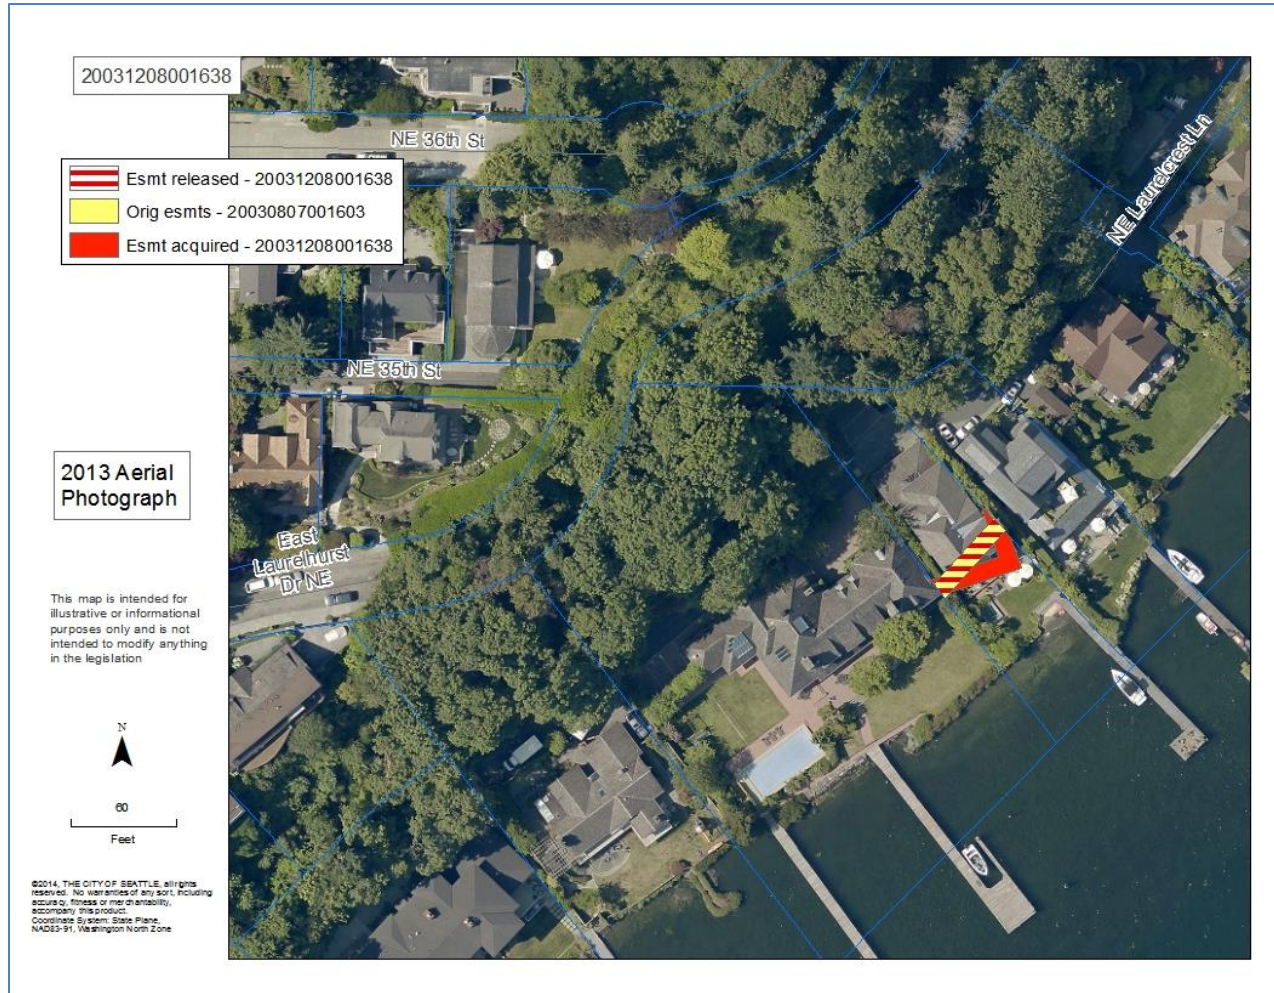 20031208001638
NE 36th St
NE Laurelcrest Ln
Esmt released - 20031208001638
Orig esmts - 20030807001603
Esmt acquired - 20031208001638
NE 35th St
2013 Aerial
Photograph
East
Laurelhurst
Dr NE
This map is intended for
illustrative or informational
purposes only and is not
intended to modify anything
in the legislation
N
60
Feet
©2014, THE CITY OF SEATTLE, all rights
reserved. No warranties of any sort, including
accuracy, fitness or merchantability,
accompany this product.
Coordinate System: State Plane,
NAD83-91, Washington North Zone